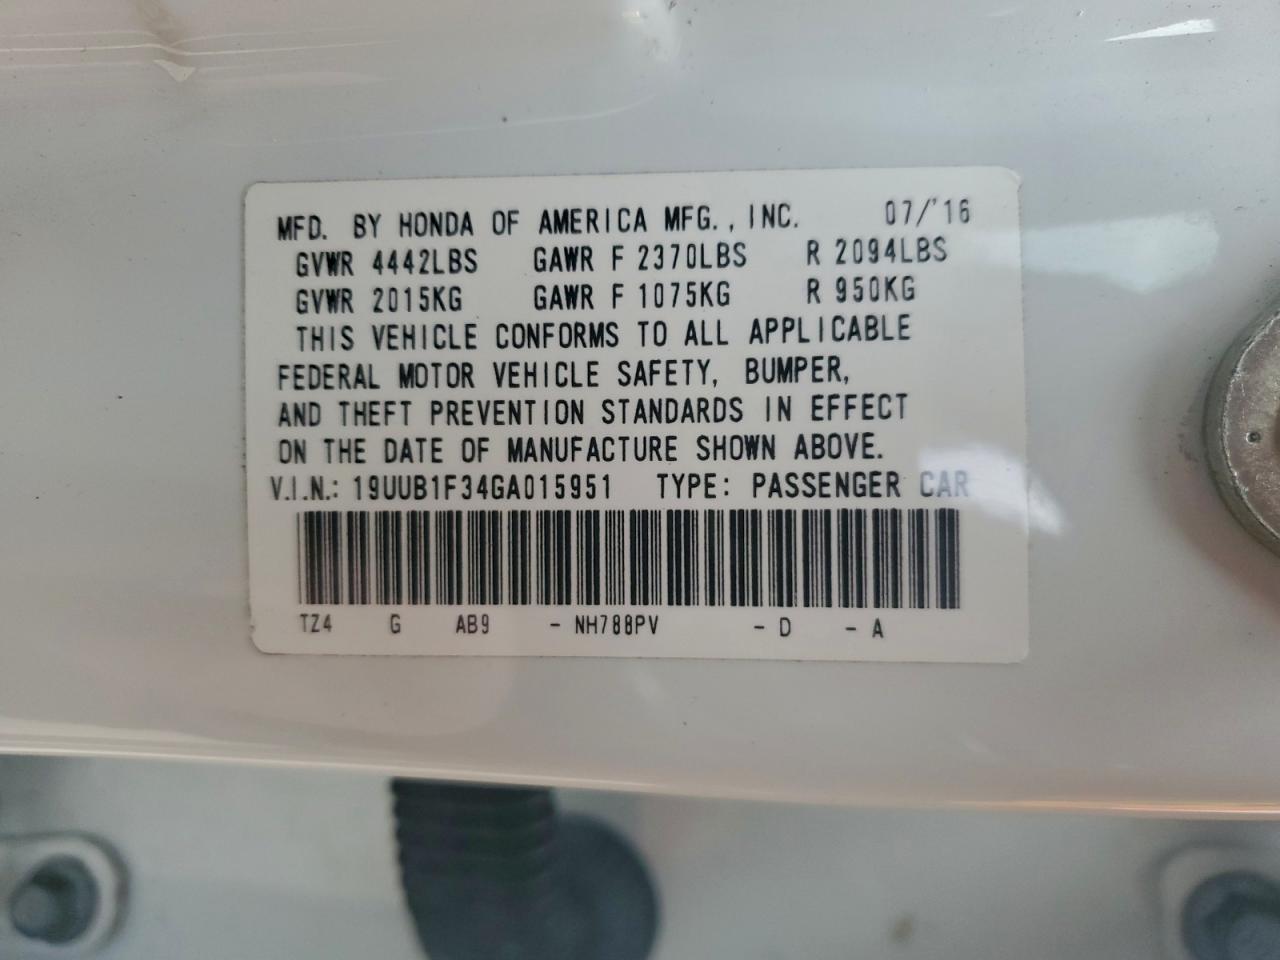 MFD. BY HONDA OF AMERICA MFG., INC. 07/'16
GVWR 4442LBS GAWR F 2370LBS R 2094LBS
GVWR 2015KG GAWR F 1075KG R 950KG
THIS VEHICLE CONFORMS TO ALL APPLICABLE
FEDERAL MOTOR VEHICLE SAFETY, BUMPER,
AND THEFT PREVENTION STANDARDS IN EFFECT
ON THE DATE OF MANUFACTURE SHOWN ABOVE.
V.I.N.: 19UUB1F34GA015951 TYPE: PASSENGER CAR
TZ4 G AB9 - NH788PV - D - A